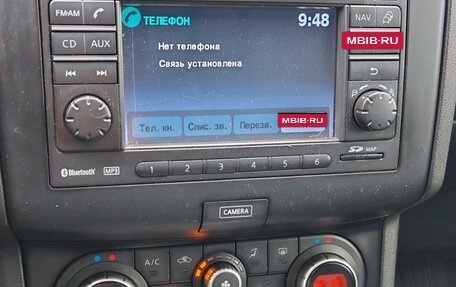 FM·AM
ТЕЛЕФОН
9:48
NAV
CD
AUX
MBIB-RU
Нет телефона
Связь установлена
Тел. кн.
Спис. зв.
Перезв.
MBIB-RU
Bluetooth
MP3
1
2
3
4
5
6
SD
MAP
CAMERA
A/C